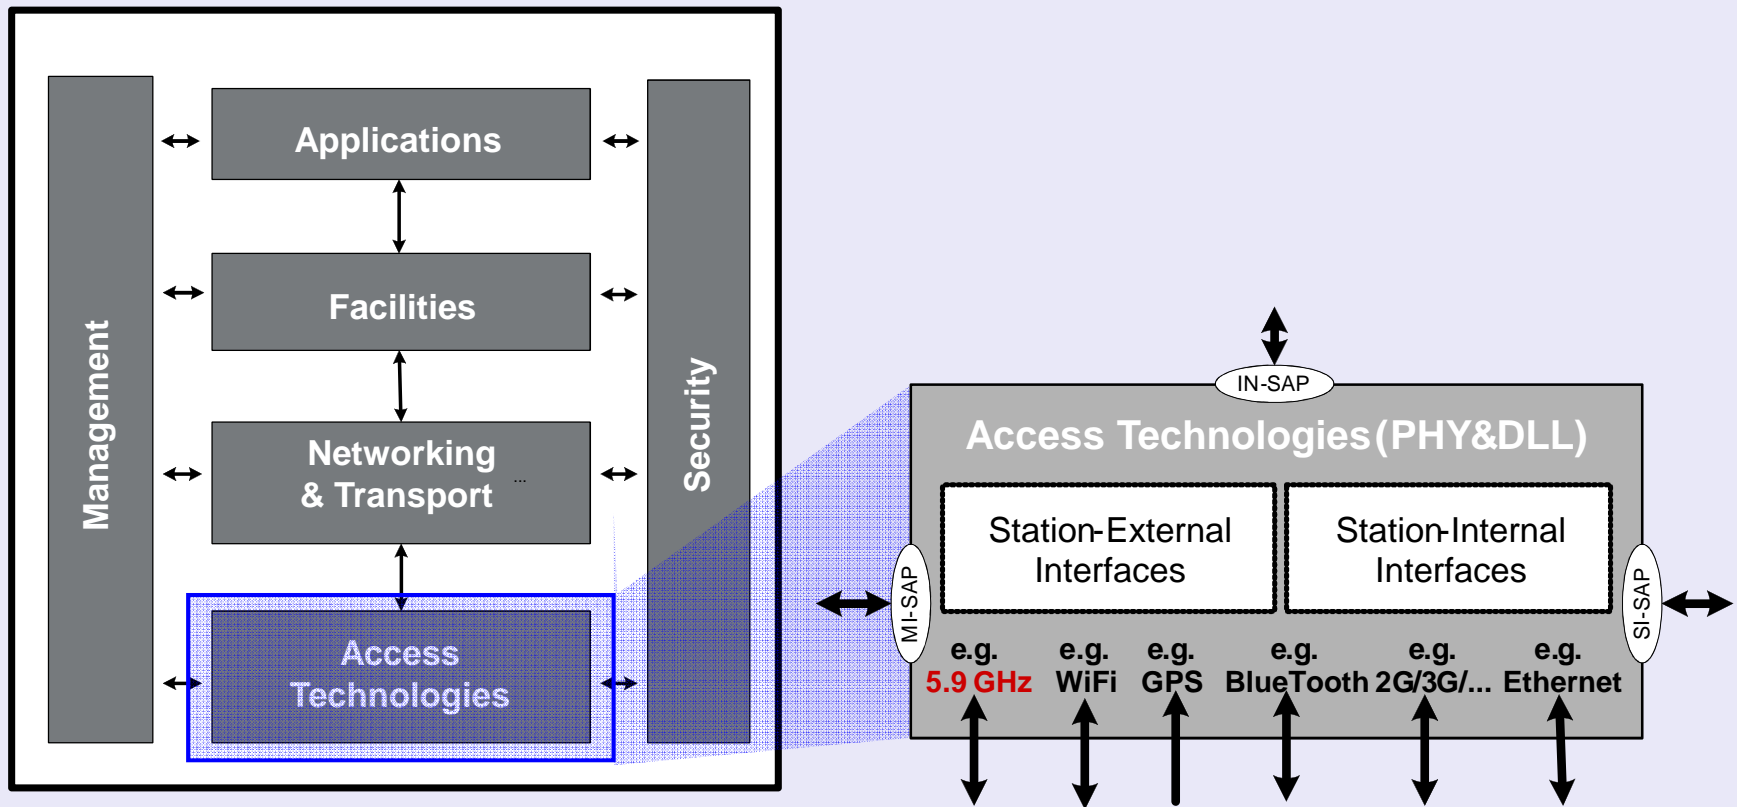 Management
Applications
Facilities
Networking
& Transport ...
Access
Technologies
Security
IN-SAP
Access Technologies (PHY&DLL)
Station-External
Interfaces
Station-Internal
Interfaces
MI-SAP
SI-SAP
e.g. e.g. e.g. e.g. e.g. e.g.
5.9 GHz WiFi GPS BlueTooth 2G/3G/... Ethernet